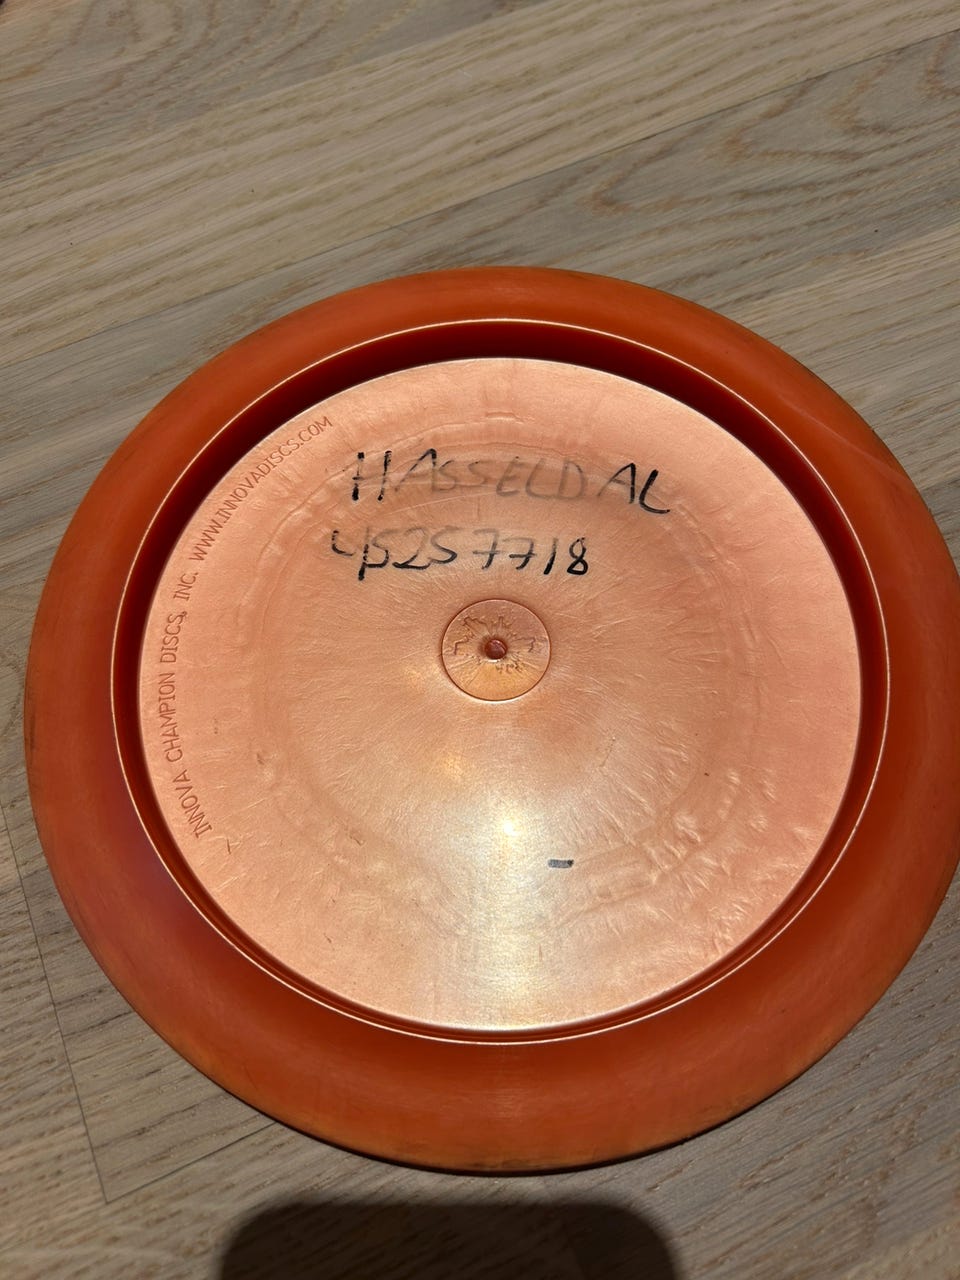 HASSELDAL
45257718
INNOVA CHAMPION DISCS, INC. WWW.INNOVADISCS.COM